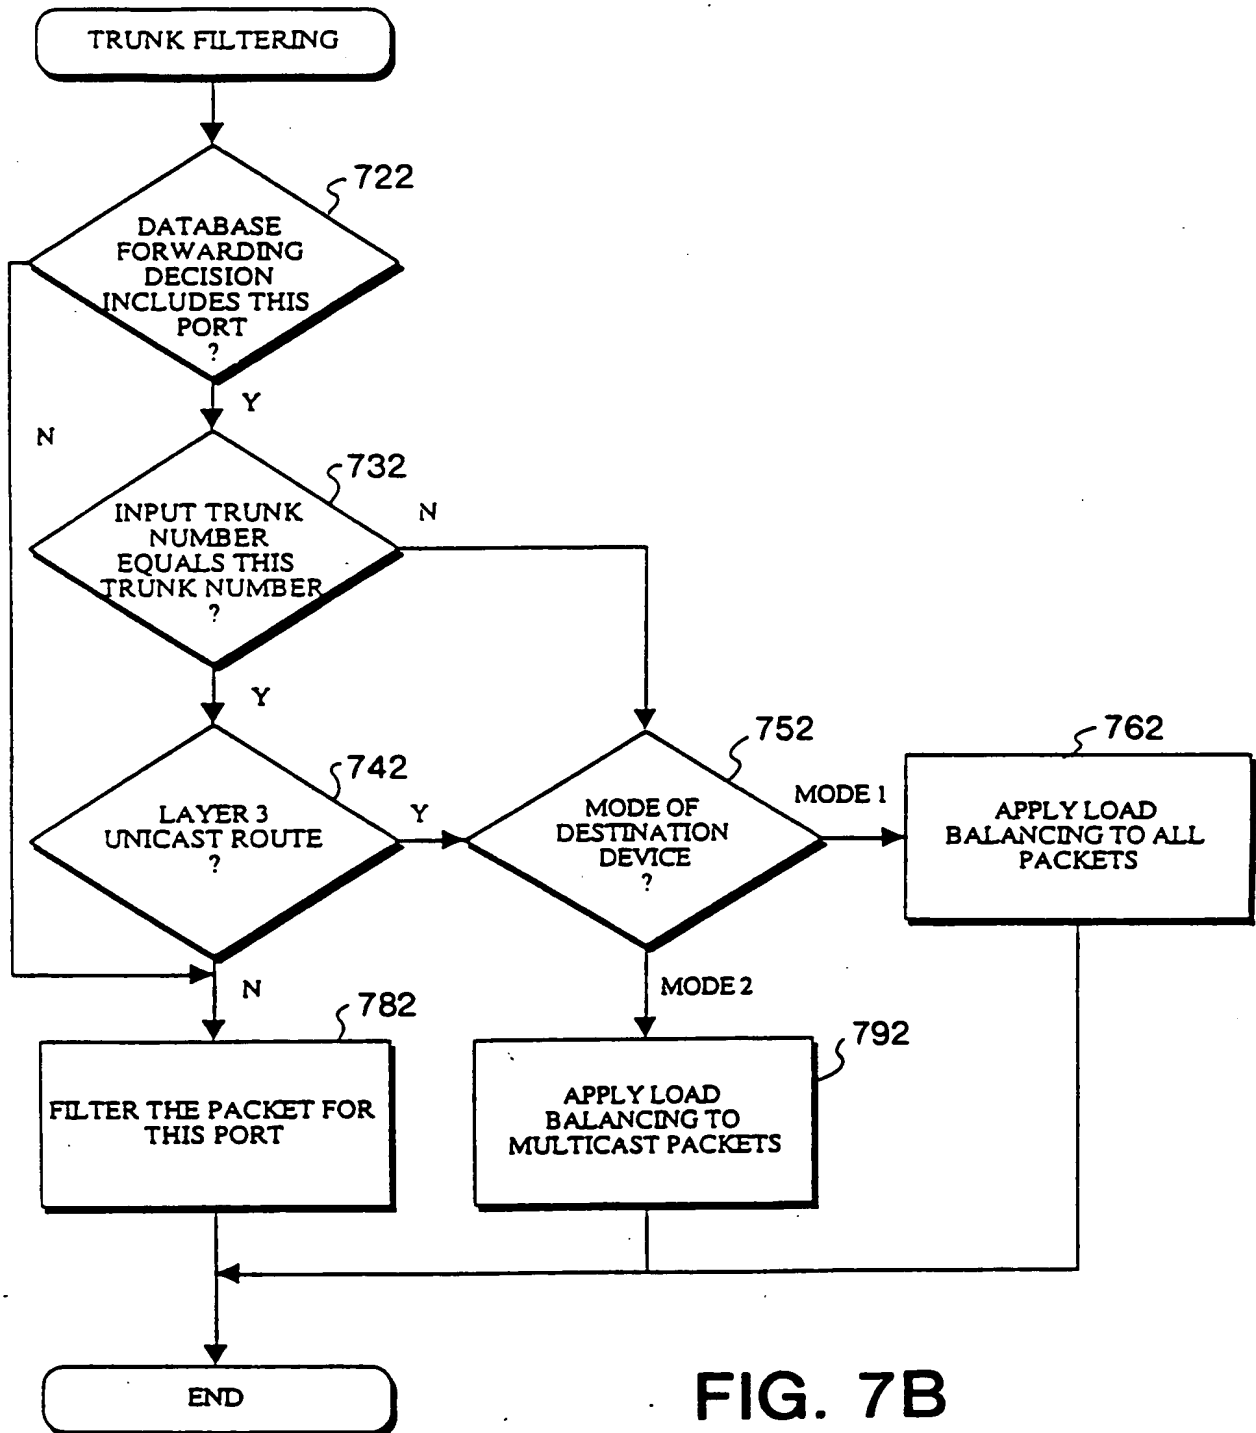 TRUNK FILTERING
722
DATABASE
FORWARDING
DECISION
INCLUDES THIS
PORT
?
Y
N
732
INPUT TRUNK
NUMBER
EQUALS THIS
TRUNK NUMBER
?
N
Y
742
LAYER 3
UNICAST ROUTE
?
Y
N
752
MODE OF
DESTINATION
DEVICE
?
MODE 1
MODE 2
762
APPLY LOAD
BALANCING TO ALL
PACKETS
782
FILTER THE PACKET FOR
THIS PORT
792
APPLY LOAD
BALANCING TO
MULTICAST PACKETS
END
FIG. 7B